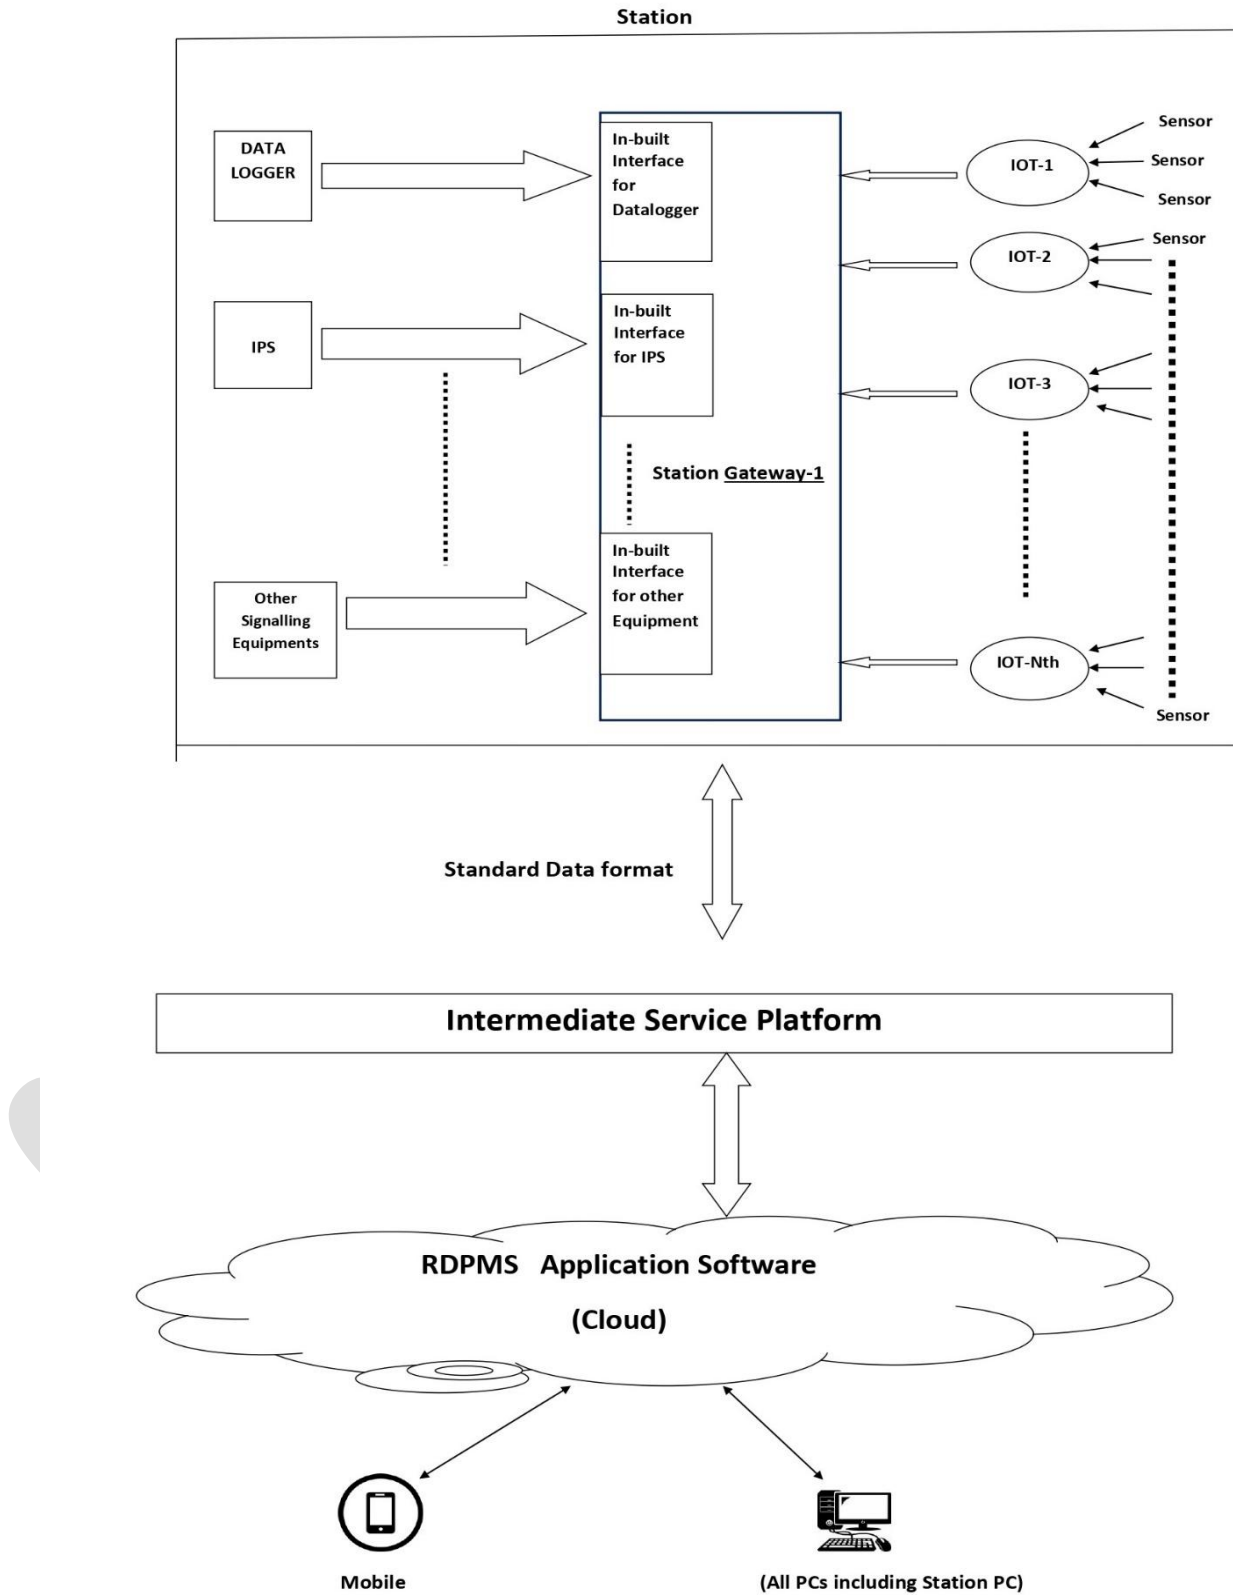 Station
DATA
LOGGER
In-built
Interface
for
Datalogger
IOT-1
Sensor
Sensor
Sensor
IOT-2
Sensor
IPS
In-built
Interface
for IPS
IOT-3
Station Gateway-1
In-built
Interface
for other
Equipment
Other
Signalling
Equipments
IOT-Nth
Sensor
Standard Data format
Intermediate Service Platform
RDPMS Application Software
(Cloud)
Mobile
(All PCs including Station PC)